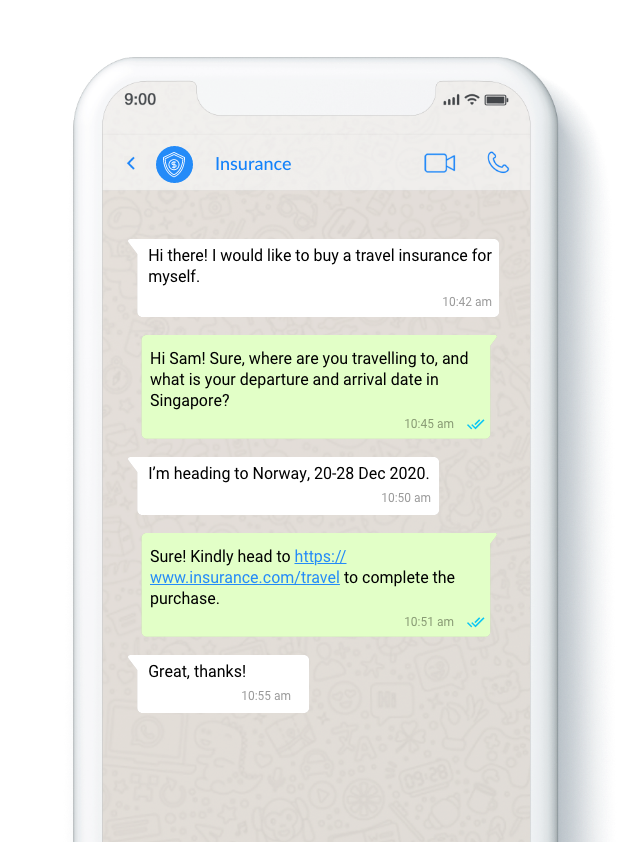 9:00
Insurance
Hi there! I would like to buy a travel insurance for
myself.
10:42 am
Hi Sam! Sure, where are you travelling to, and
what is your departure and arrival date in
Singapore?
10:45 am
I’m heading to Norway, 20-28 Dec 2020.
10:50 am
Sure! Kindly head to https://
www.insurance.com/travel to complete the
purchase.
10:51 am
Great, thanks!
10:55 am
09:28